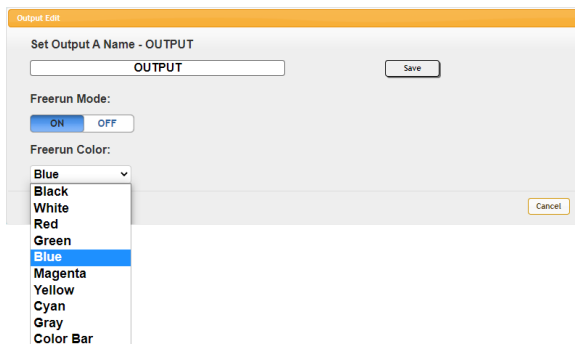 Output Edit
Set Output A Name - OUTPUT
OUTPUT
Save
Freerun Mode:
ON OFF
Freerun Color:
Blue
Black
White
Red
Green
Blue
Magenta
Yellow
Cyan
Gray
Color Bar
Cancel